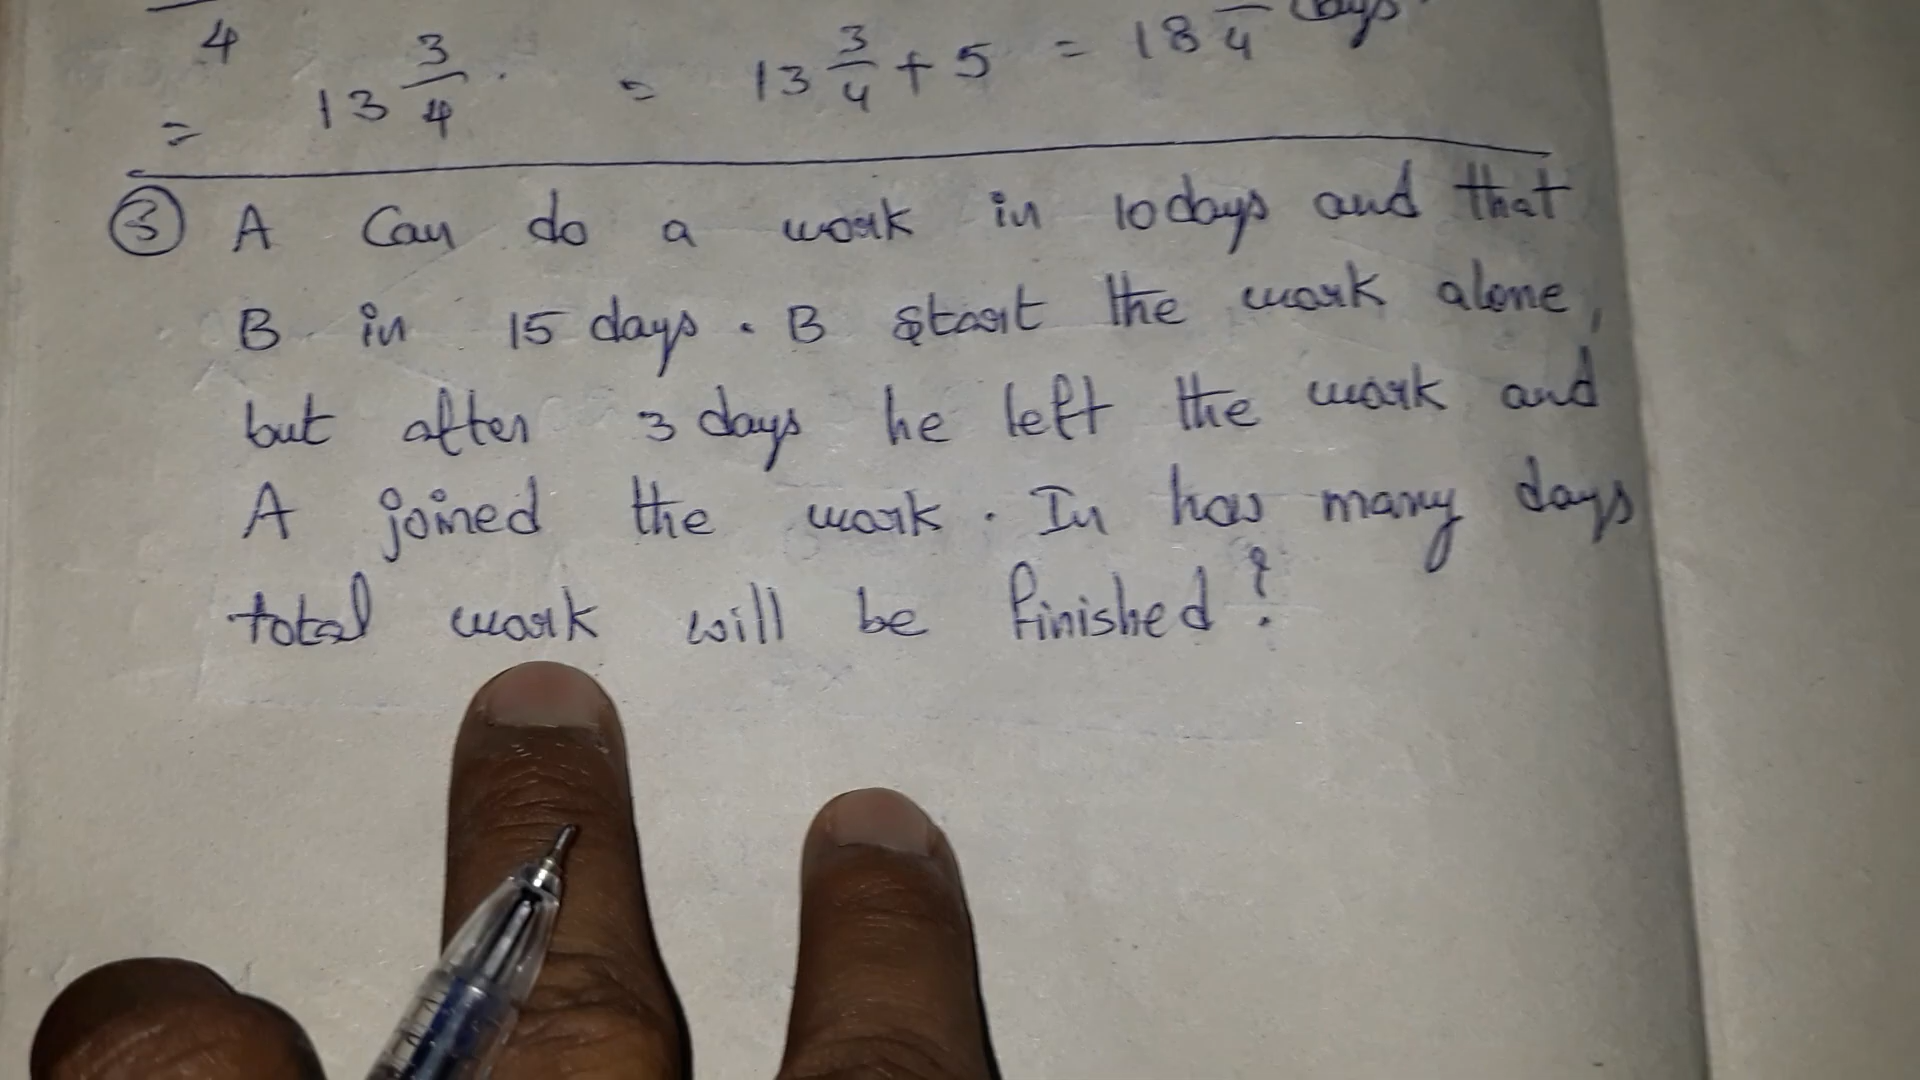 4
= 13 3/4 . = 13 3/4 + 5 = 18 /4 days
③ A Can do a work in 10 days and that
B in 15 days . B start the work alone,
but after 3 days he left the work and
A joined the work . In how many days
total work will be finished ?